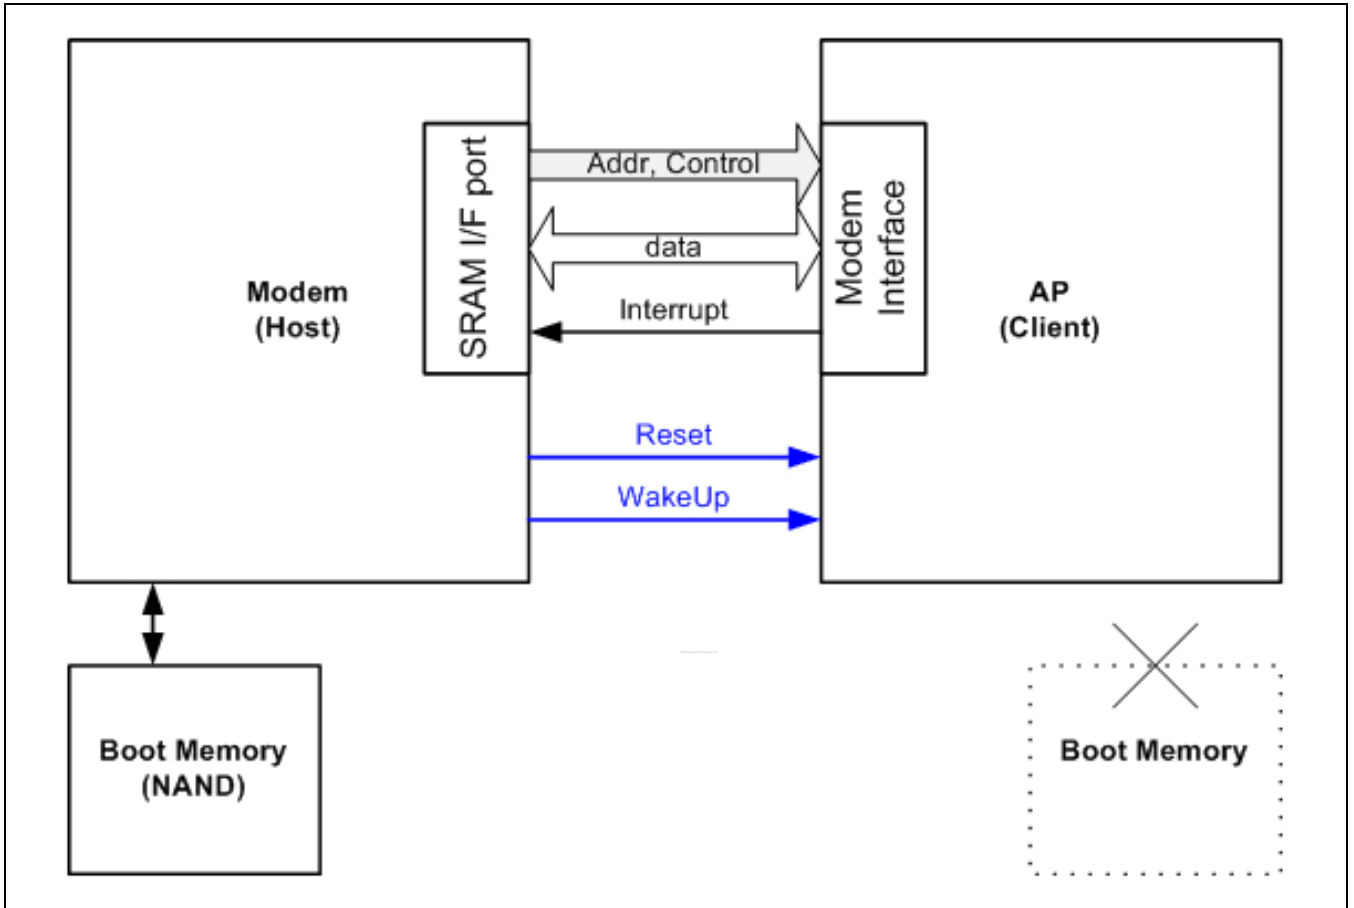 Modem
(Host)
SRAM I/F port
Addr, Control
data
Interrupt
Modem
Interface
AP
(Client)
Reset
WakeUp
Boot Memory
(NAND)
Boot Memory